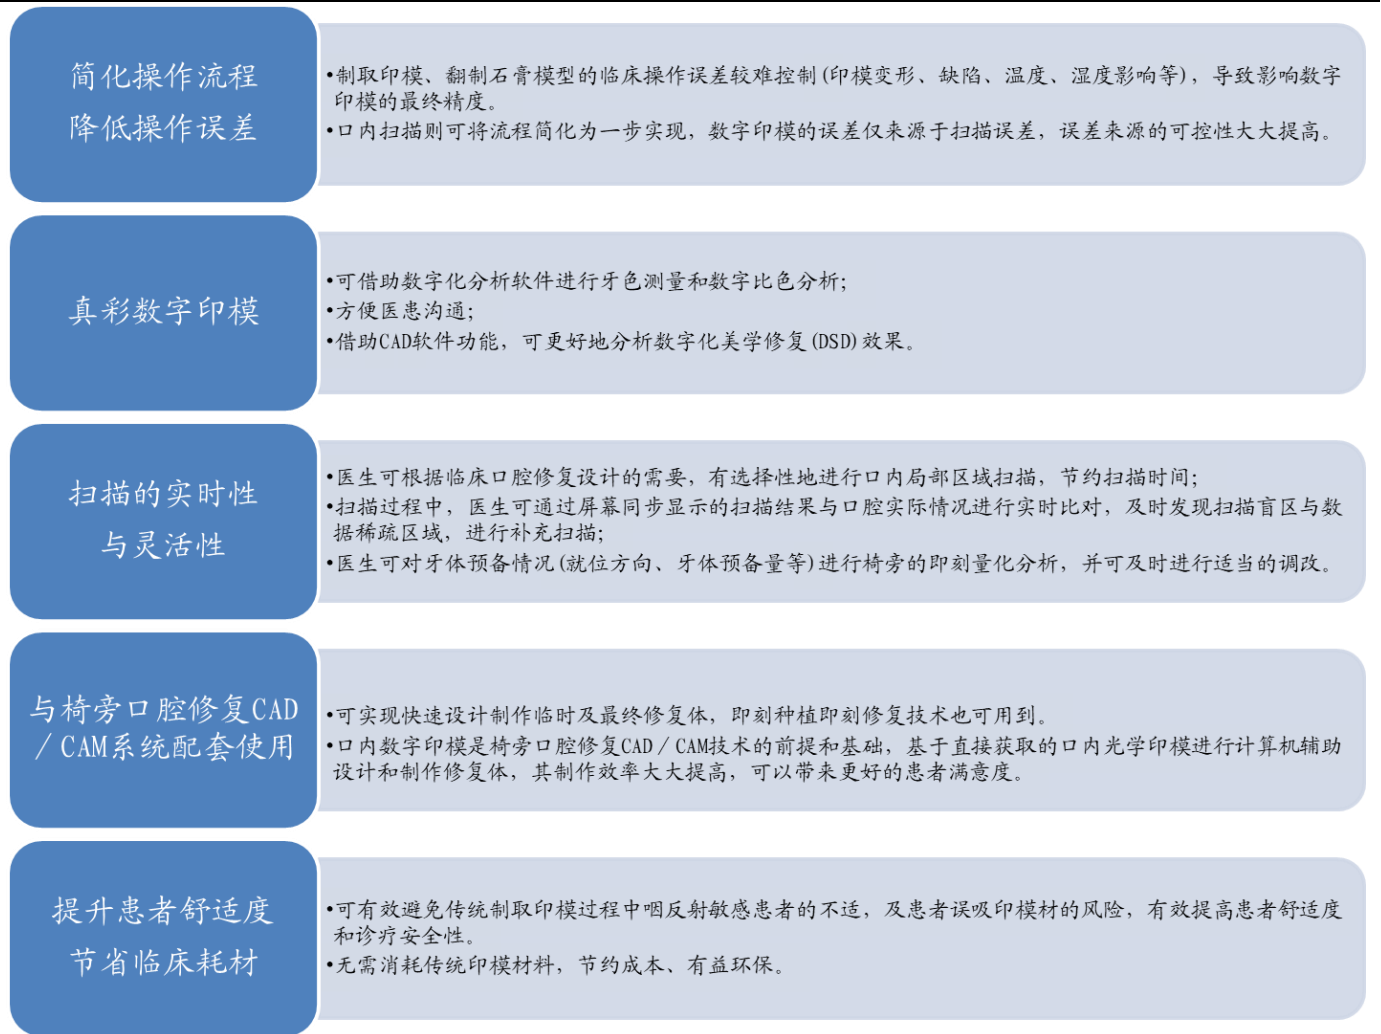 简化操作流程
降低操作误差
•制取印模、翻制石膏模型的临床操作误差较难控制(印模变形、缺陷、温度、湿度影响等)，导致影响数字
印模的最终精度。
•口内扫描则可将流程简化为一步实现，数字印模的误差仅来源于扫描误差，误差来源的可控性大大提高。
真彩数字印模
•可借助数字化分析软件进行牙色测量和数字比色分析；
•方便医患沟通；
•借助CAD软件功能，可更好地分析数字化美学修复(DSD)效果。
扫描的实时性
与灵活性
•医生可根据临床口腔修复设计的需要，有选择性地进行口内局部区域扫描，节约扫描时间；
•扫描过程中，医生可通过屏幕同步显示的扫描结果与口腔实际情况进行实时比对，及时发现扫描盲区与数
据稀疏区域，进行补充扫描；
•医生可对牙体预备情况(就位方向、牙体预备量等)进行椅旁的即刻量化分析，并可及时进行适当的调改。
与椅旁口腔修复CAD
／CAM系统配套使用
•可实现快速设计制作临时及最终修复体，即刻种植即刻修复技术也可用到。
•口内数字印模是椅旁口腔修复CAD／CAM技术的前提和基础，基于直接获取的口内光学印模进行计算机辅助
设计和制作修复体，其制作效率大大提高，可以带来更好的患者满意度。
提升患者舒适度
节省临床耗材
•可有效避免传统制取印模过程中咽反射敏感患者的不适，及患者误吸印模材的风险，有效提高患者舒适度
和诊疗安全性。
•无需消耗传统印模材料，节约成本、有益环保。